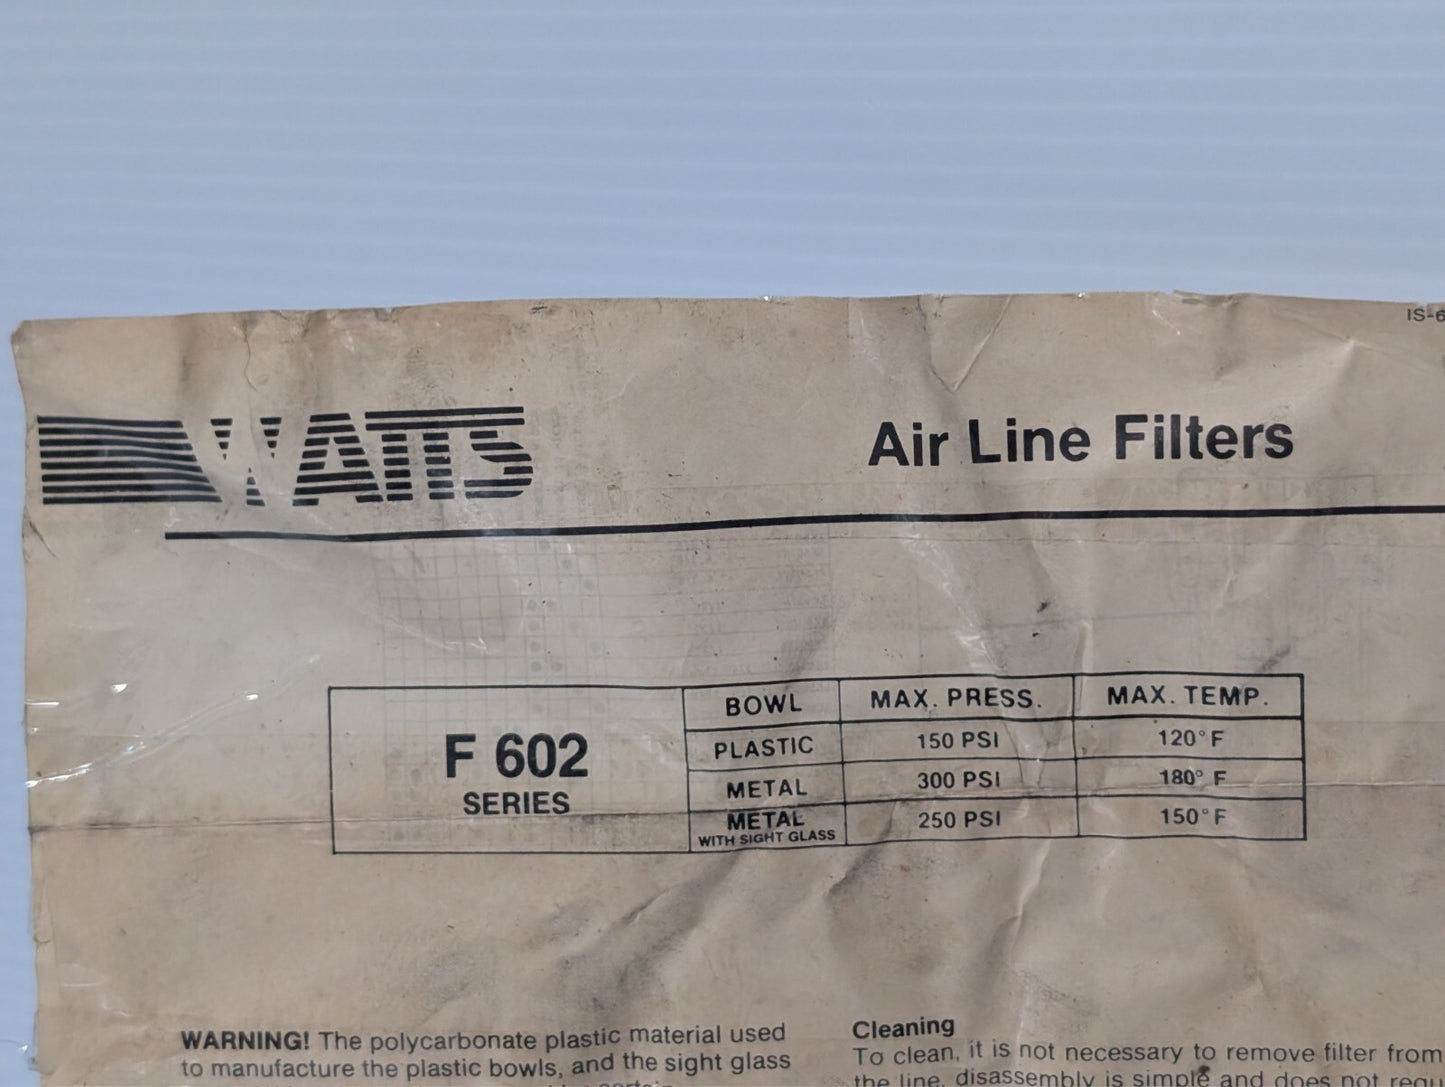 IS-6
WATTS
Air Line Filters
F 602
SERIES
BOWL MAX. PRESS. MAX. TEMP.
PLASTIC 150 PSI 120°F
METAL 300 PSI 180° F
METAL
WITH SIGHT GLASS 250 PSI 150°F
WARNING! The polycarbonate plastic material used
to manufacture the plastic bowls, and the sight glass
Cleaning
To clean, it is not necessary to remove filter from
the line, disassembly is simple and does not requ